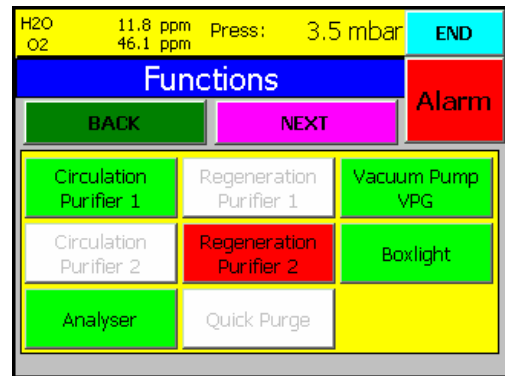 H2O 11.8 ppm Press: 3.5 mbar END
O2 46.1 ppm
Functions
Alarm
BACK NEXT
Circulation Purifier 1
Regeneration Purifier 1
Vacuum Pump VPG
Circulation Purifier 2
Regeneration Purifier 2
Boxlight
Analyser
Quick Purge